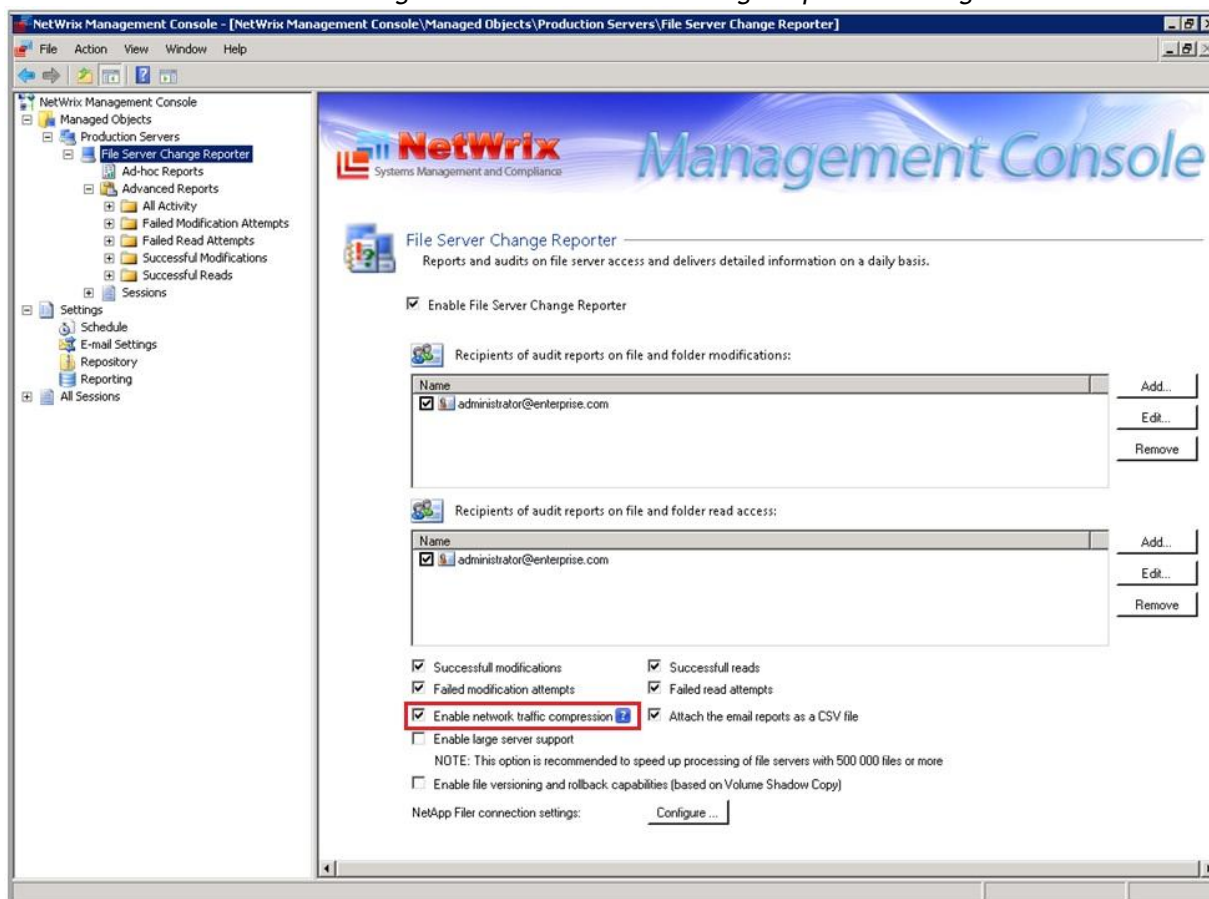 NetWrix Management Console - [NetWrix Management Console\Managed Objects\Production Servers\File Server Change Reporter]
File Action View Window Help
NetWrix Management Console
Managed Objects
Production Servers
File Server Change Reporter
Ad-hoc Reports
Advanced Reports
All Activity
Failed Modification Attempts
Failed Read Attempts
Successful Modifications
Successful Reads
Sessions
Settings
Schedule
E-mail Settings
Repository
Reporting
All Sessions
NetWrix
Systems Management and Compliance
Management Console
File Server Change Reporter
Reports and audits on file server access and delivers detailed information on a daily basis.
Enable File Server Change Reporter
Recipients of audit reports on file and folder modifications:
Name
administrator@enterprise.com
Add...
Edit...
Remove
Recipients of audit reports on file and folder read access:
Name
administrator@enterprise.com
Add...
Edit...
Remove
Successfull modifications Successfull reads
Failed modification attempts Failed read attempts
Enable network traffic compression ? Attach the email reports as a CSV file
Enable large server support
NOTE: This option is recommended to speed up processing of file servers with 500 000 files or more
Enable file versioning and rollback capabilities (based on Volume Shadow Copy)
NetApp Filer connection settings: Configure ...